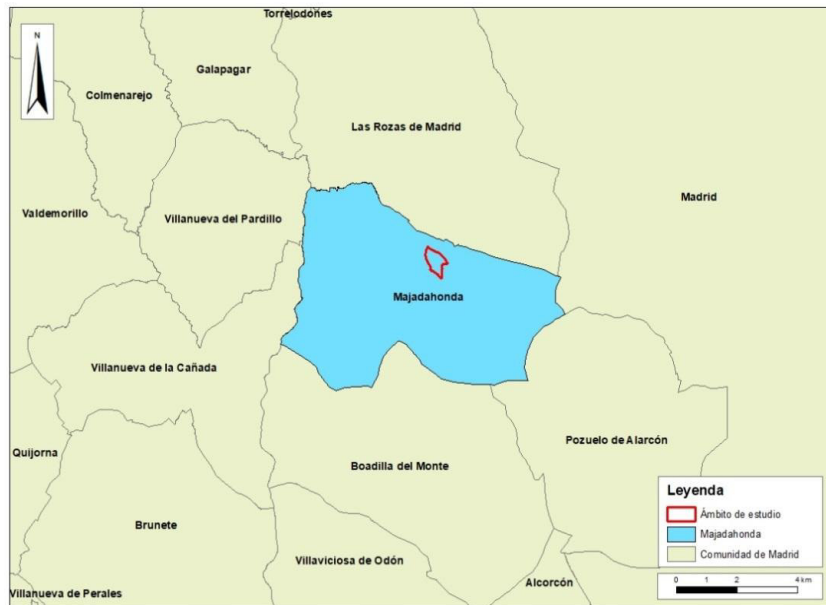 Torrelodones
N
Galapagar
Colmenarejo
Las Rozas de Madrid
Madrid
Valdemorillo
Villanueva del Pardillo
Majadahonda
Villanueva de la Cañada
Quijorna
Pozuelo de Alarcón
Boadilla del Monte
Brunete
Villaviciosa de Odón
Alcorcón
Villanueva de Perales
Leyenda
Ámbito de estudio
Majadahonda
Comunidad de Madrid
0 1 2 4 km